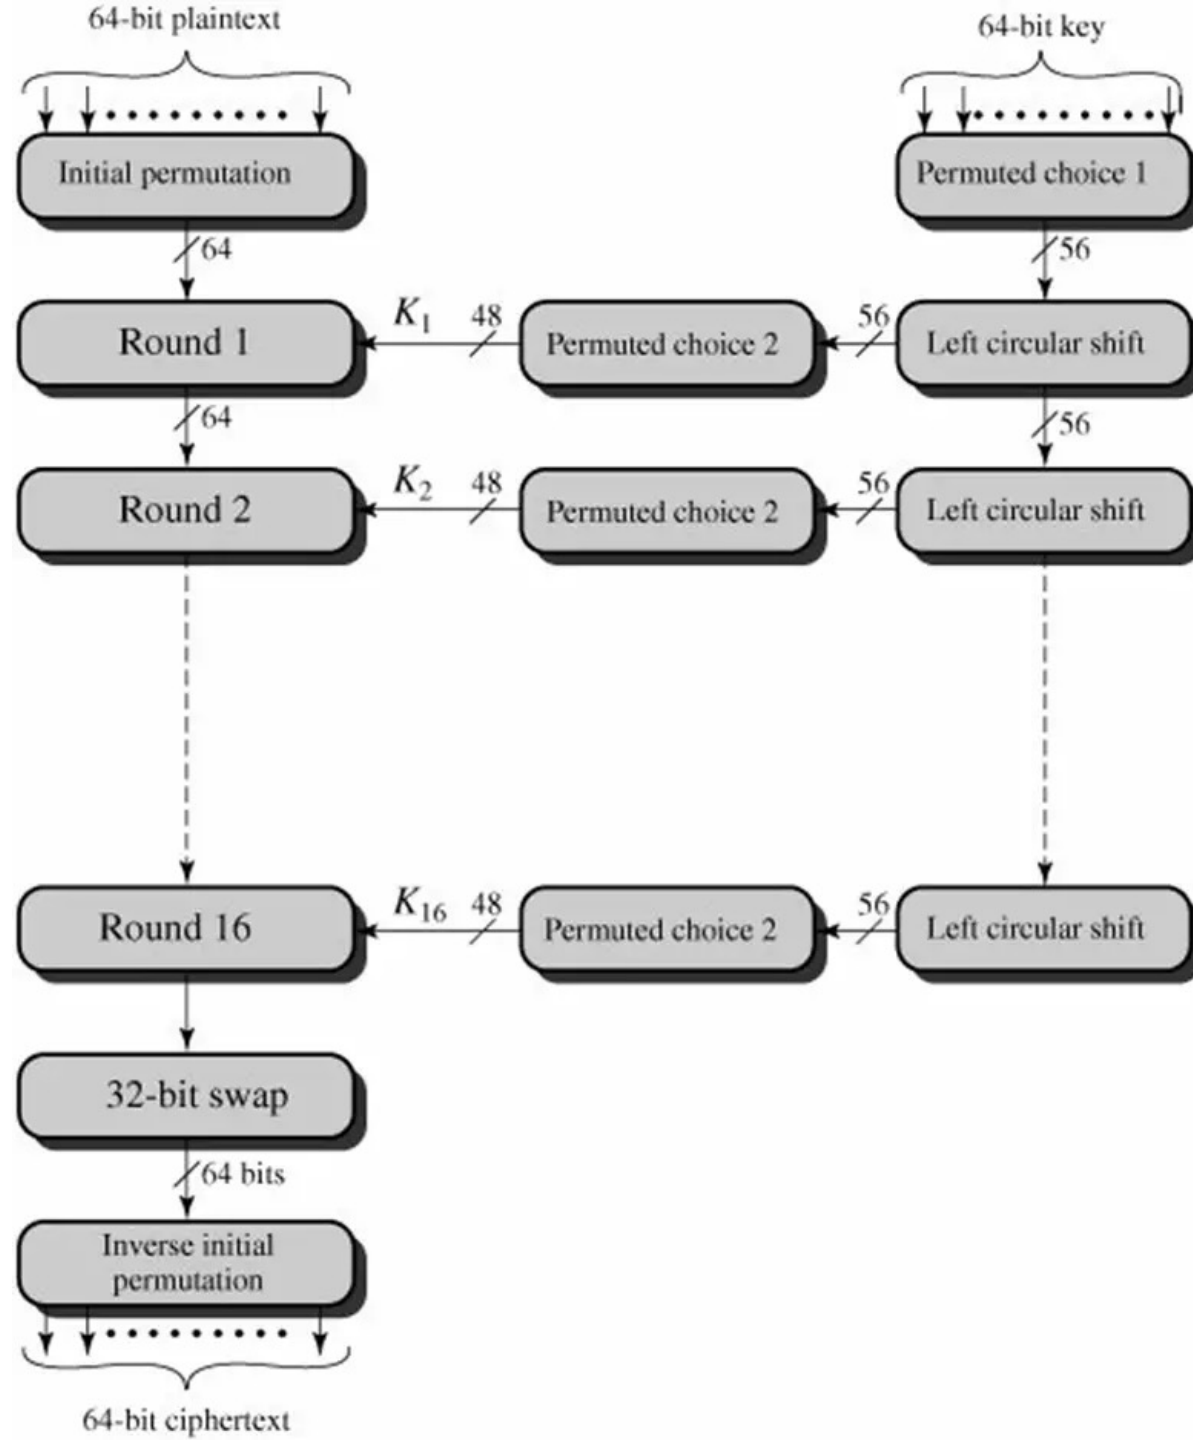 64-bit plaintext
64-bit key
Initial permutation
Permuted choice 1
64
56
Round 1
K1
48
Permuted choice 2
56
Left circular shift
64
56
Round 2
K2
48
Permuted choice 2
56
Left circular shift
Round 16
K16
48
Permuted choice 2
56
Left circular shift
32-bit swap
64 bits
Inverse initial
permutation
64-bit ciphertext